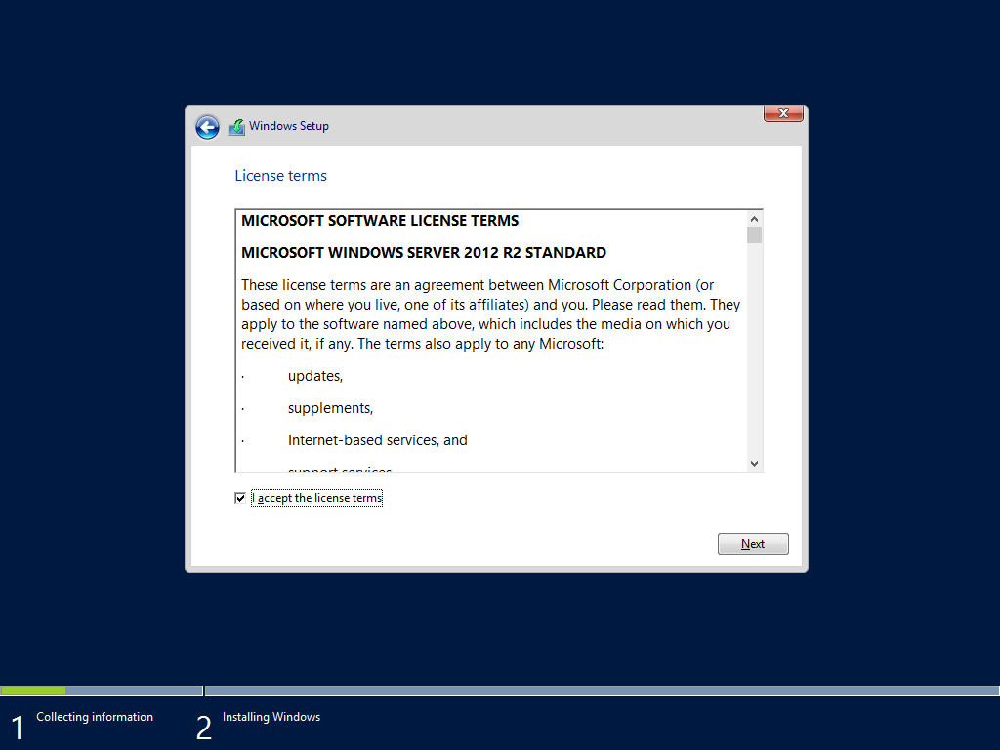 Windows Setup
License terms
MICROSOFT SOFTWARE LICENSE TERMS
MICROSOFT WINDOWS SERVER 2012 R2 STANDARD
These license terms are an agreement between Microsoft Corporation (or
based on where you live, one of its affiliates) and you. Please read them. They
apply to the software named above, which includes the media on which you
received it, if any. The terms also apply to any Microsoft:
· updates,
· supplements,
· Internet-based services, and
support services
I accept the license terms
Next
1 Collecting information
2 Installing Windows